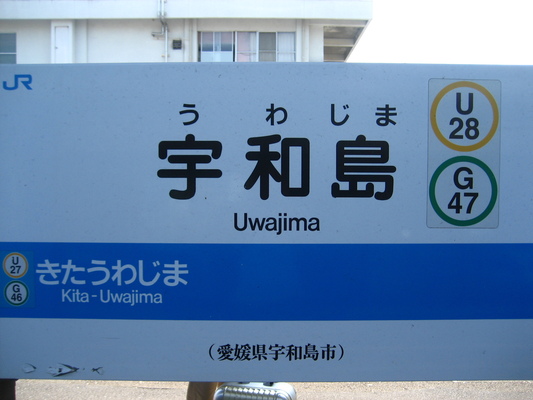 JR
うわじま
宇和島
Uwajima
U
28
G
47
U
27
G
46
きたうわじま
Kita-Uwajima
(愛媛県宇和島市)